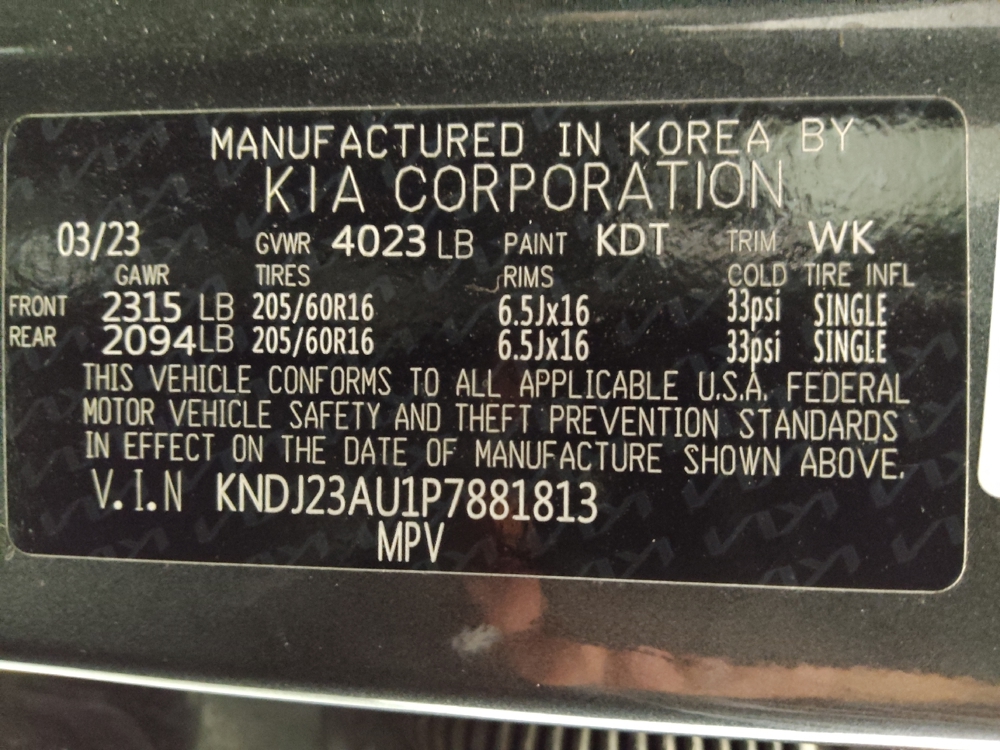 MANUFACTURED IN KOREA BY
KIA CORPORATION
03/23 GVWR 4023 LB PAINT KDT TRIM WK
GAWR TIRES RIMS COLD TIRE INFL
FRONT 2315 LB 205/60R16 6.5Jx16 33psi SINGLE
REAR 2094LB 205/60R16 6.5Jx16 33psi SINGLE
THIS VEHICLE CONFORMS TO ALL APPLICABLE U.S.A. FEDERAL
MOTOR VEHICLE SAFETY AND THEFT PREVENTION STANDARDS
IN EFFECT ON THE DATE OF MANUFACTURE SHOWN ABOVE.
V.I.N KNDJ23AU1P7881813
MPV